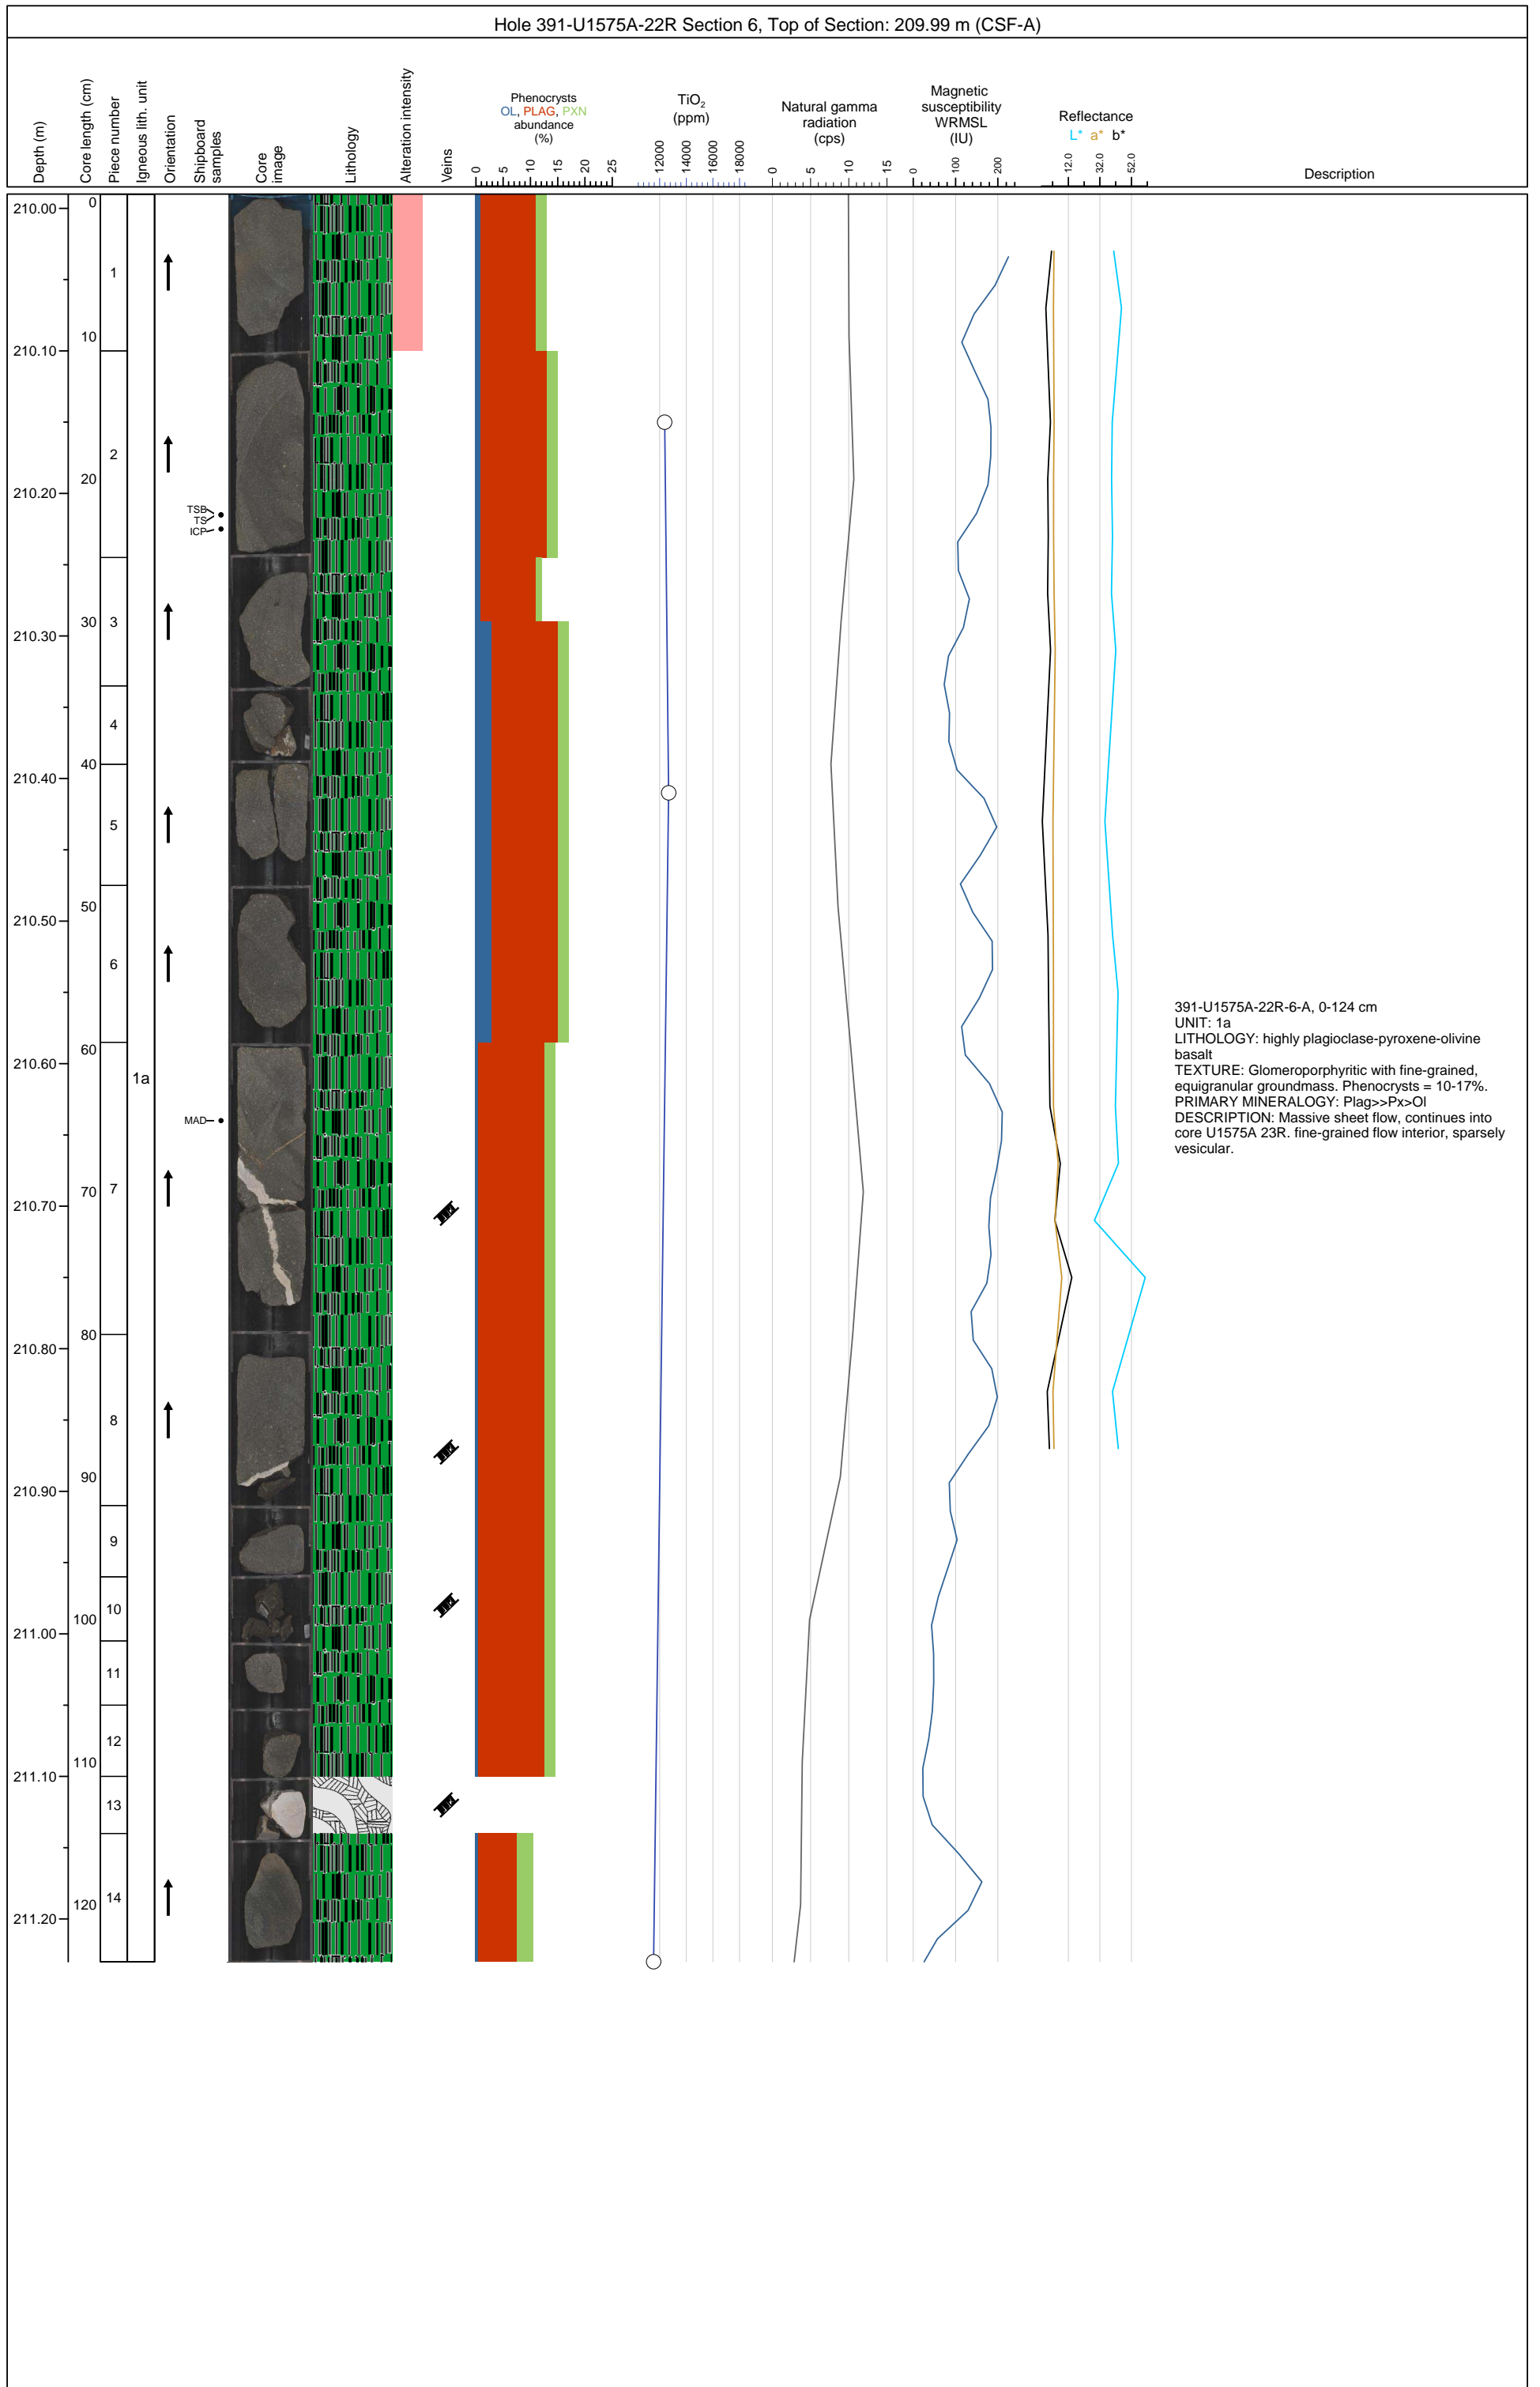 Hole 391-U1575A-22R Section 6, Top of Section: 209.99 m (CSF-A)
Depth (m)
Core length (cm)
Piece number
Igneous lith. unit
Orientation
Shipboard
samples
Core
image
Lithology
Alteration intensity
Veins
Phenocrysts
OL, PLAG, PXN
abundance
(%)
0 5 10 15 20 25
TiO2
(ppm)
12000 14000 16000 18000
Natural gamma
radiation
(cps)
0 5 10 15
Magnetic
susceptibility
WRMSL
(IU)
0 100 200
Reflectance
L* a* b*
12.0 32.0 52.0
Description
210.00
210.10
210.20
210.30
210.40
210.50
210.60
210.70
210.80
210.90
211.00
211.10
211.20
0
10
20
30
40
50
60
70
80
90
100
110
120
1
2
3
4
5
6
7
8
9
10
11
12
13
14
1a
TSB
TS
ICP
MAD
391-U1575A-22R-6-A, 0-124 cm
UNIT: 1a
LITHOLOGY: highly plagioclase-pyroxene-olivine
basalt
TEXTURE: Glomeroporphyritic with fine-grained,
equigranular groundmass. Phenocrysts = 10-17%.
PRIMARY MINERALOGY: Plag>>Px>Ol
DESCRIPTION: Massive sheet flow, continues into
core U1575A 23R. fine-grained flow interior, sparsely
vesicular.